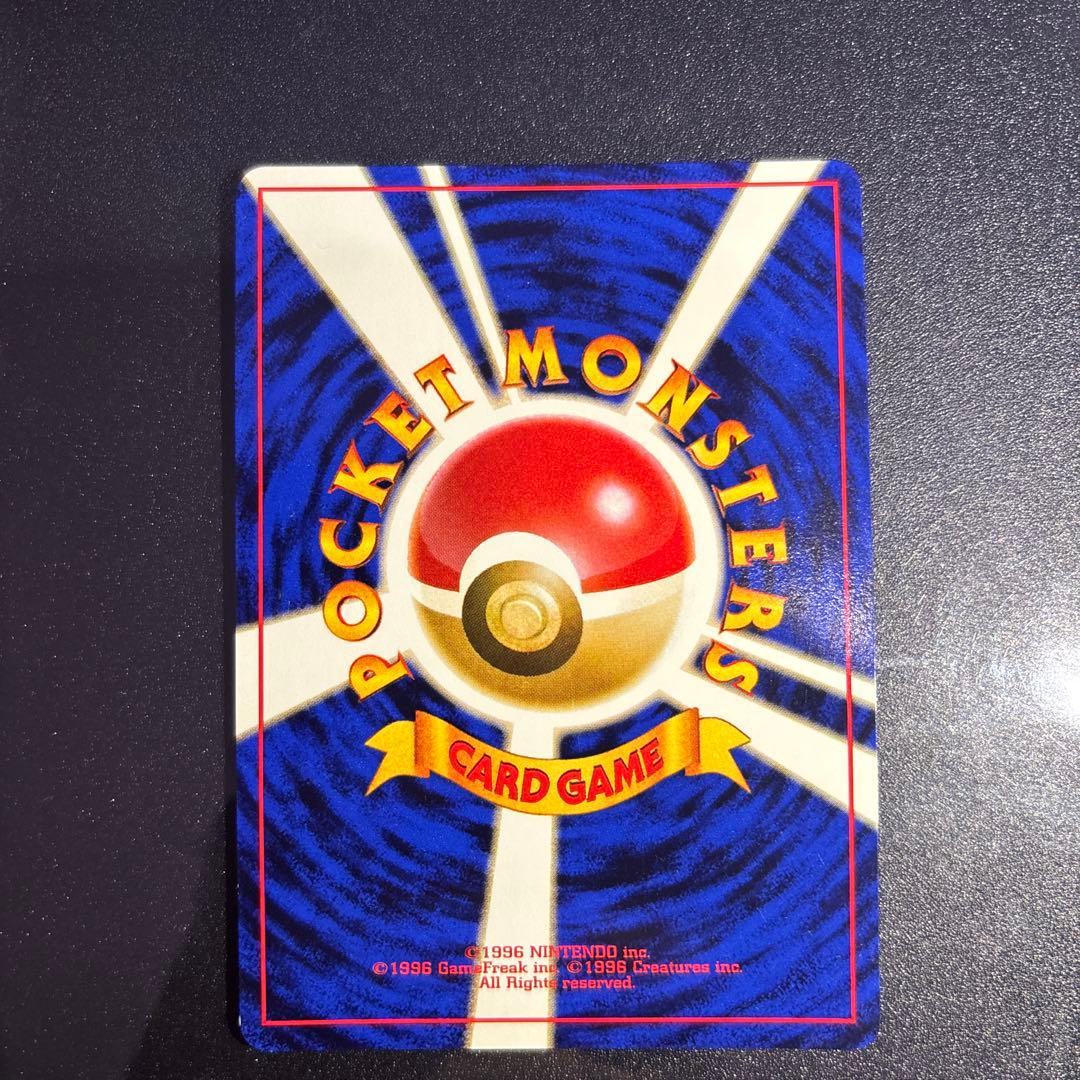 POCKET MONSTERS
CARD GAME
©1996 NINTENDO inc.
©1996 GameFreak inc. ©1996 Creatures inc.
All Rights reserved.